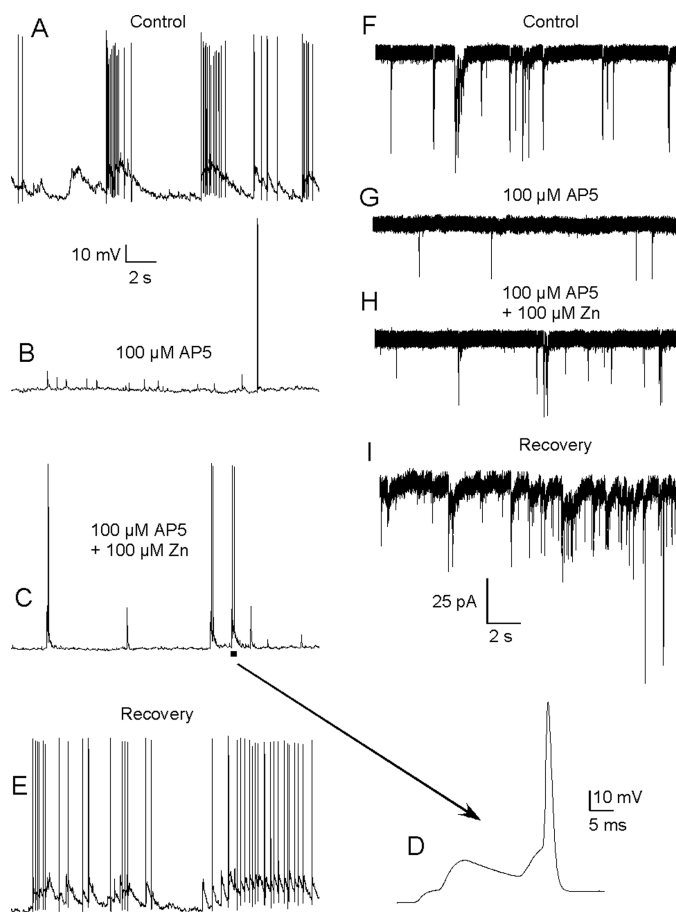 A
Control
10 mV
2 s
B
100 µM AP5
100 µM AP5
+ 100 µM Zn
C
Recovery
E
F
Control
G
100 µM AP5
H
100 µM AP5
+ 100 µM Zn
I
Recovery
25 pA
2 s
D
10 mV
5 ms